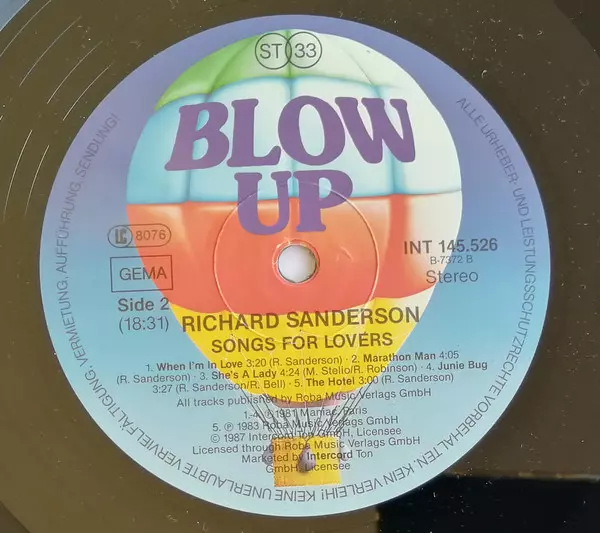 ST 33
BLOW
UP
LC 8076
GEMA
INT 145.526
B-7372 B
Stereo
Side 2
(18:31)
RICHARD SANDERSON
SONGS FOR LOVERS
1. When I'm In Love 3:20 (R. Sanderson) · 2. Marathon Man 4:05
(R. Sanderson) · 3. She's A Lady 4:24 (M. Stelio/R. Robinson) · 4. Junie Bug
3:27 (R. Sanderson/R. Bell) · 5. The Hotel 3:00 (R. Sanderson)
All tracks published by Roba Music Verlags GmbH
1.-4. ℗ 1981 Maniac, Paris
5. ℗ 1983 Roba Music Verlags GmbH
© 1987 Intercord Ton GmbH, Licensee
Licensed through Roba Music Verlags GmbH
Marketed by Intercord Ton
GmbH, Licensee
ALLE URHEBER- UND LEISTUNGSSCHUTZRECHTE VORBEHALTEN. KEIN VERLEIH! KEINE UNERLAUBTE VERVIELFÄLTIGUNG, VERMIETUNG, AUFFÜHRUNG, SENDUNG!